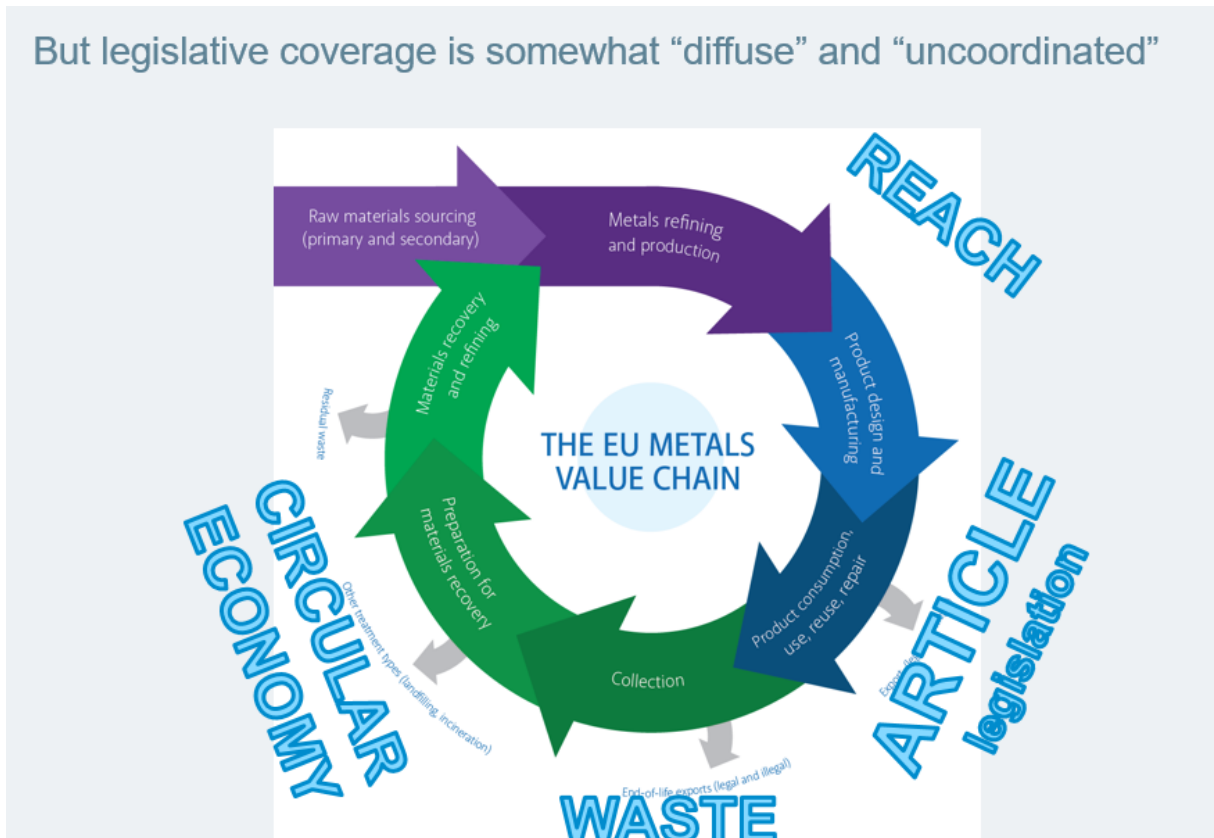 But legislative coverage is somewhat “diffuse” and “uncoordinated”
Raw materials sourcing
(primary and secondary)
Metals refining
and production
REACH
Product design and
manufacturing
THE EU METALS
VALUE CHAIN
Materials recovery
and refining
Residual waste
Product consumption,
use, reuse, repair
ARTICLE
legislation
Preparation for
materials recovery
CIRCULAR
ECONOMY
Other treatment types (landfilling, incineration)
Collection
End-of-life exports (legal and illegal)
WASTE